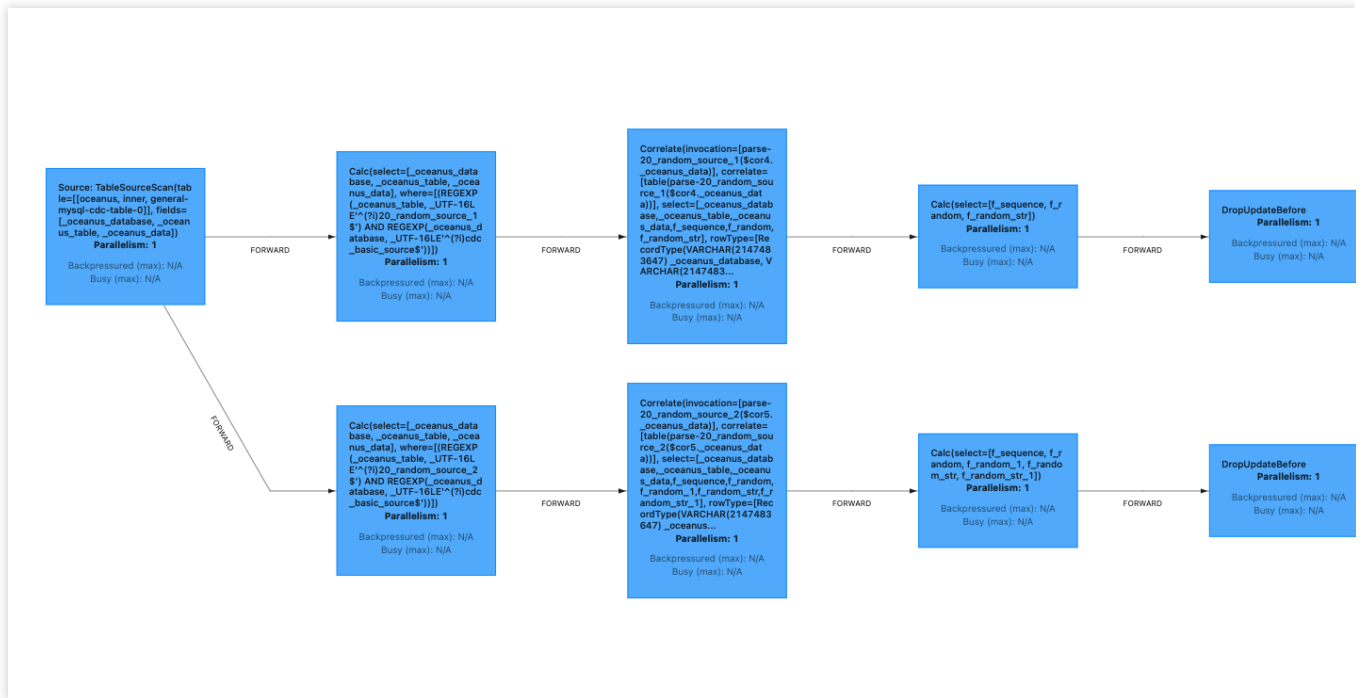 Source: TableSourceScan(tab
le=[[oceanus, inner, general-
mysql-cdc-table-0]], fields=
[_oceanus_database, _oce
anus_table, _oceanus_data])
Parallelism: 1
Backpressured (max): N/A
Busy (max): N/A
FORWARD
FORWARD
Calc(select=[_oceanus_data
base, _oceanus_table, _ocea
nus_data], where=[(REGEXP
(_oceanus_table, _UTF-16L
E'^(?i)20_random_source_1
$') AND REGEXP(_oceanus_d
atabase, _UTF-16LE'^(?i)cdc
_basic_source$'))])
Parallelism: 1
Backpressured (max): N/A
Busy (max): N/A
FORWARD
Correlate(invocation=[parse-
20_random_source_1($cor4.
_oceanus_data)], correlate=
[table(parse-20_random_sou
rce_1($cor4._oceanus_dat
a))], select=[_oceanus_datab
ase,_oceanus_table,_oceanu
s_data,f_sequence,f_random,
f_random_str], rowType=[Re
cordType(VARCHAR(2147483
647) _oceanus_database, V
ARCHAR(2147483...
Parallelism: 1
Backpressured (max): N/A
Busy (max): N/A
FORWARD
Calc(select=[f_sequence, f_ra
ndom, f_random_str])
Parallelism: 1
Backpressured (max): N/A
Busy (max): N/A
FORWARD
DropUpdateBefore
Parallelism: 1
Backpressured (max): N/A
Busy (max): N/A
Calc(select=[_oceanus_data
base, _oceanus_table, _ocea
nus_data], where=[(REGEXP
(_oceanus_table, _UTF-16L
E'^(?i)20_random_source_2
$') AND REGEXP(_oceanus_d
atabase, _UTF-16LE'^(?i)cdc
_basic_source$'))])
Parallelism: 1
Backpressured (max): N/A
Busy (max): N/A
FORWARD
Correlate(invocation=[parse-
20_random_source_2($cor5.
_oceanus_data)], correlate=
[table(parse-20_random_sou
rce_2($cor5._oceanus_dat
a))], select=[_oceanus_datab
ase,_oceanus_table,_oceanu
s_data,f_sequence,f_random,
f_random_1,f_random_str,f_r
andom_str_1], rowType=[Rec
ordType(VARCHAR(2147483
647) _oceanus...
Parallelism: 1
Backpressured (max): N/A
Busy (max): N/A
FORWARD
Calc(select=[f_sequence, f_ra
ndom, f_random_1, f_rando
m_str, f_random_str_1])
Parallelism: 1
Backpressured (max): N/A
Busy (max): N/A
FORWARD
DropUpdateBefore
Parallelism: 1
Backpressured (max): N/A
Busy (max): N/A